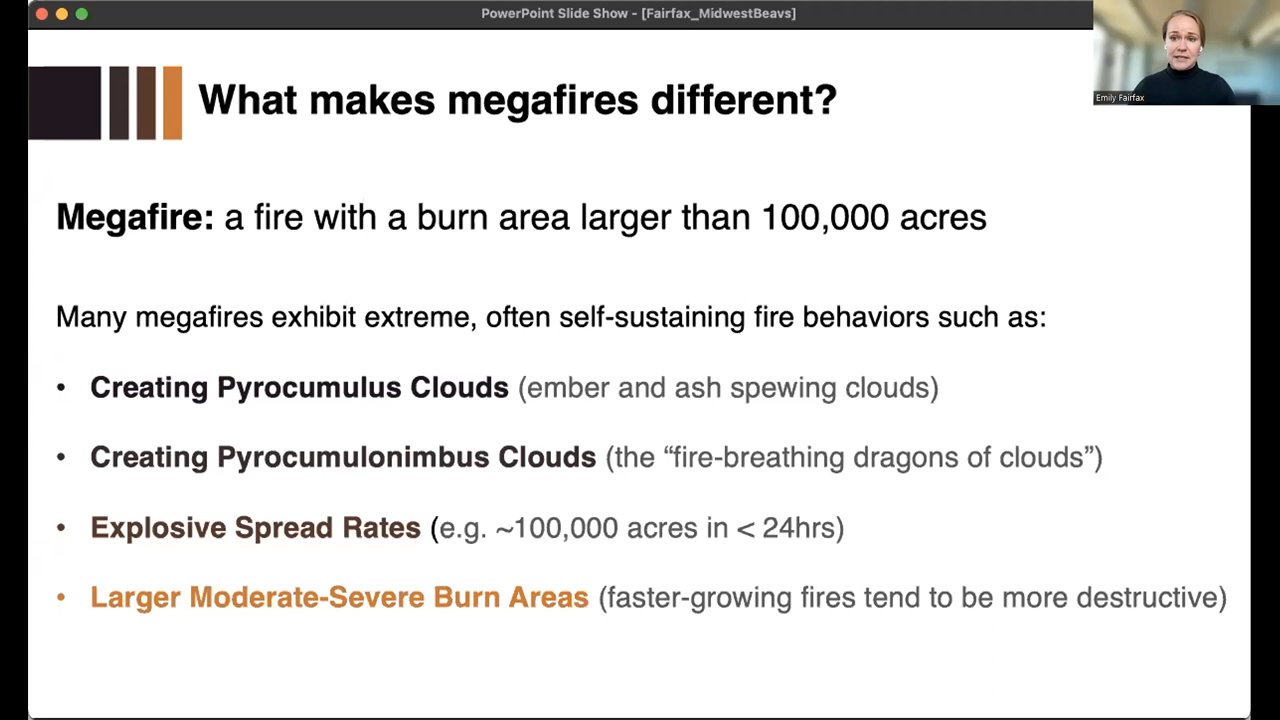 PowerPoint Slide Show - [Fairfax_MidwestBeavs]
Emily Fairfax
What makes megafires different?
Megafire: a fire with a burn area larger than 100,000 acres
Many megafires exhibit extreme, often self-sustaining fire behaviors such as:
• Creating Pyrocumulus Clouds (ember and ash spewing clouds)
• Creating Pyrocumulonimbus Clouds (the “fire-breathing dragons of clouds”)
• Explosive Spread Rates (e.g. ~100,000 acres in < 24hrs)
• Larger Moderate-Severe Burn Areas (faster-growing fires tend to be more destructive)